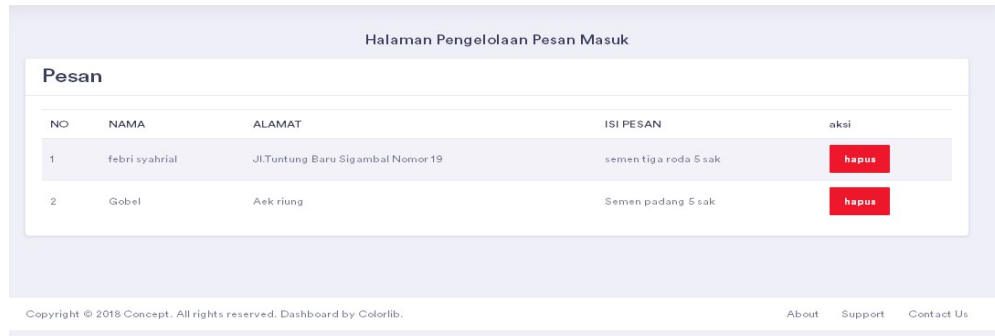 Halaman Pengelolaan Pesan Masuk
Pesan
NO NAMA ALAMAT ISI PESAN aksi
1 febri syahrial Jl.Tuntung Baru Sigambal Nomor 19 semen tiga roda 5 sak hapus
2 Gobel Aek riung Semen padang 5 sak hapus
Copyright © 2018 Concept. All rights reserved. Dashboard by Colorlib. About Support Contact Us